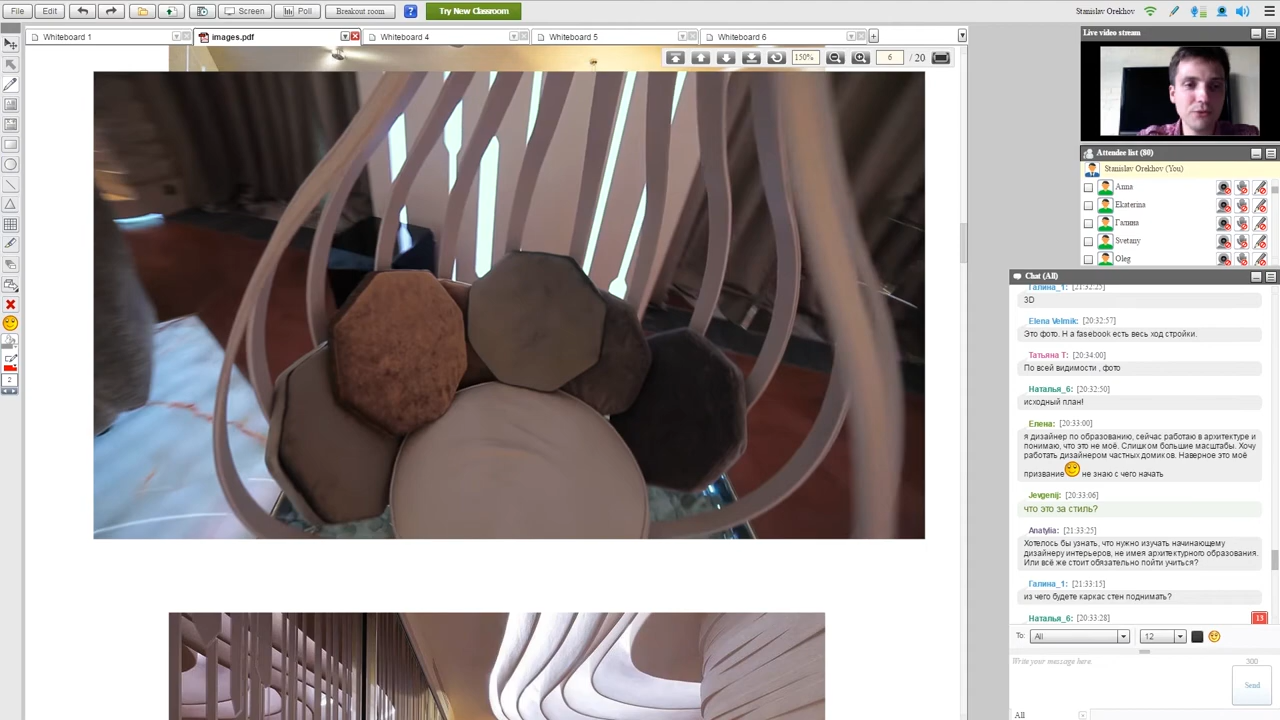 File Edit Screen Poll Breakout room ? Try New Classroom Stanislav Orekhov
Whiteboard 1 images.pdf Whiteboard 4 Whiteboard 5 Whiteboard 6
150% 6 / 20
Live video stream
Attendee list (80)
Stanislav Orekhov (You)
Anna
Ekaterina
Галина
Svetany
Oleg
Chat (All)
Галина_1: [21:32:25]
3D
Elena Velmik: [20:32:57]
Это фото. Н а fasebook есть весь ход стройки.
Татьяна Т: [20:34:00]
По всей видимости , фото
Наталья_6: [20:32:50]
исходный план!
Елена: [20:33:00]
я дизайнер по образованию, сейчас работаю в архитектуре и
понимаю, что это не моё. Слишком большие масштабы. Хочу
работать дизайнером частных домиков. Наверное это моё
призвание не знаю с чего начать
Jevgenij: [20:33:06]
что это за стиль?
Anatylia: [21:33:25]
Хотелось бы узнать, что нужно изучать начинающему
дизайнеру интерьеров, не имея архитектурного образования.
Или всё же стоит обязательно пойти учиться?
Галина_1: [21:33:15]
из чего будете каркас стен поднимать?
Наталья_6: [20:33:28]
13
To: All 12
Write your message here.
300
Send
All
2